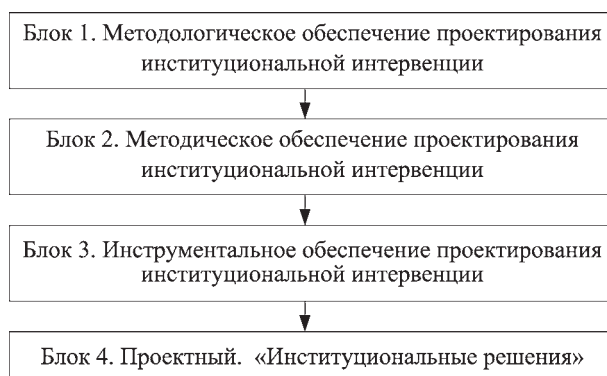 Блок 1. Методологическое обеспечение проектирования
институциональной интервенции
Блок 2. Методическое обеспечение проектирования
институциональной интервенции
Блок 3. Инструментальное обеспечение проектирования
институциональной интервенции
Блок 4. Проектный. «Институциональные решения»